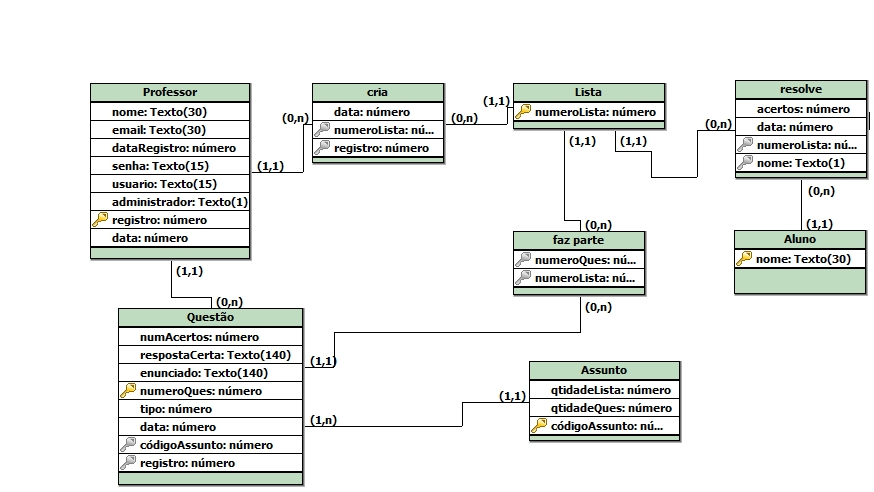 Professor
nome: Texto(30)
email: Texto(30)
dataRegistro: número
senha: Texto(15)
usuario: Texto(15)
administrador: Texto(1)
registro: número
data: número
(1,1)
(0,n)
cria
data: número
numeroLista: nú...
registro: número
(0,n)
(1,1)
Lista
numeroLista: número
(1,1)
(1,1)
(0,n)
resolve
acertos: número
data: número
numeroLista: nú...
nome: Texto(1)
(0,n)
(1,1)
Aluno
nome: Texto(30)
(0,n)
faz parte
numeroQues: nú...
numeroLista: nú...
(0,n)
(1,1)
(0,n)
Questão
numAcertos: número
respostaCerta: Texto(140)
enunciado: Texto(140)
numeroQues: número
tipo: número
data: número
códigoAssunto: número
registro: número
(1,1)
(1,n)
(1,1)
Assunto
qtidadeLista: número
qtidadeQues: número
códigoAssunto: nú...